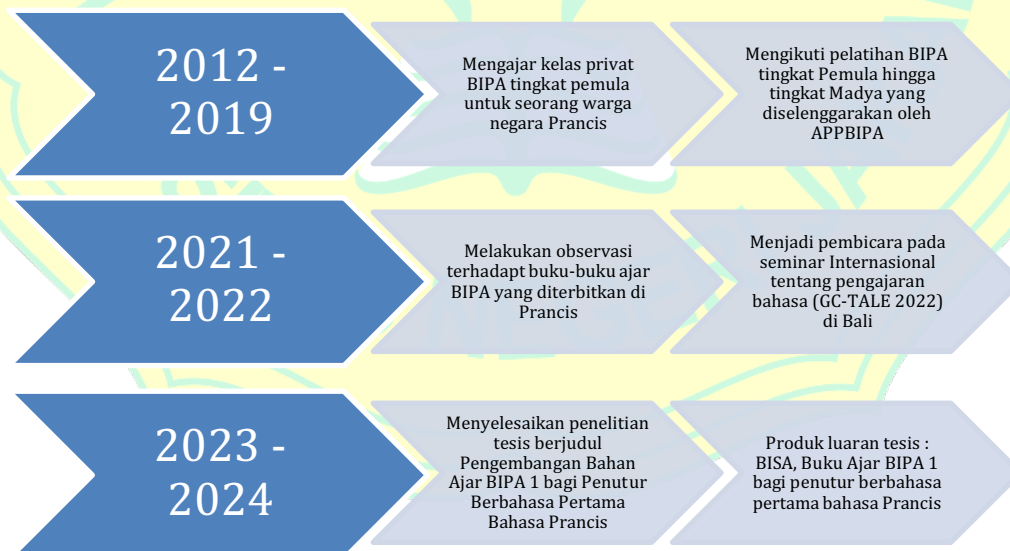 2012 -
2019
Mengajar kelas privat
BIPA tingkat pemula
untuk seorang warga
negara Prancis
Mengikuti pelatihan BIPA
tingkat Pemula hingga
tingkat Madya yang
diselenggarakan oleh
APPBIPA
2021 -
2022
Melakukan observasi
terhadapt buku-buku ajar
BIPA yang diterbitkan di
Prancis
Menjadi pembicara pada
seminar Internasional
tentang pengajaran
bahasa (GC-TALE 2022)
di Bali
2023 -
2024
Menyelesaikan penelitian
tesis berjudul
Pengembangan Bahan
Ajar BIPA 1 bagi Penutur
Berbahasa Pertama
Bahasa Prancis
Produk luaran tesis :
BISA, Buku Ajar BIPA 1
bagi penutur berbahasa
pertama bahasa Prancis